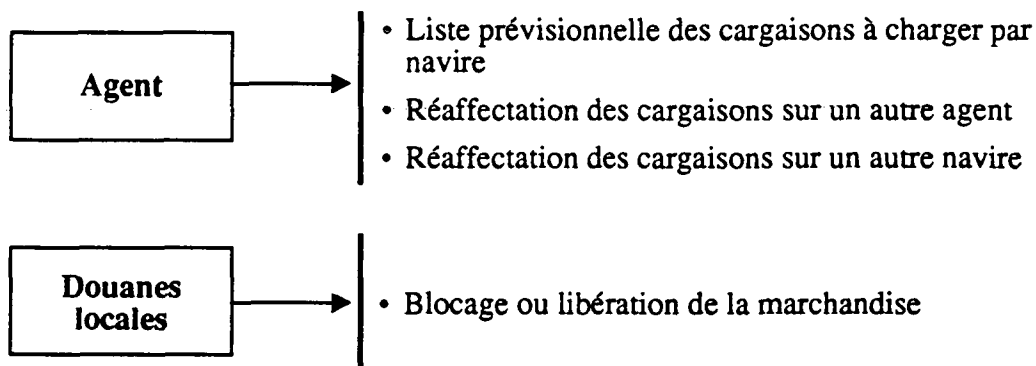 Agent
• Liste prévisionnelle des cargaisons à charger par
navire
• Réaffectation des cargaisons sur un autre agent
• Réaffectation des cargaisons sur un autre navire
Douanes
locales
• Blocage ou libération de la marchandise